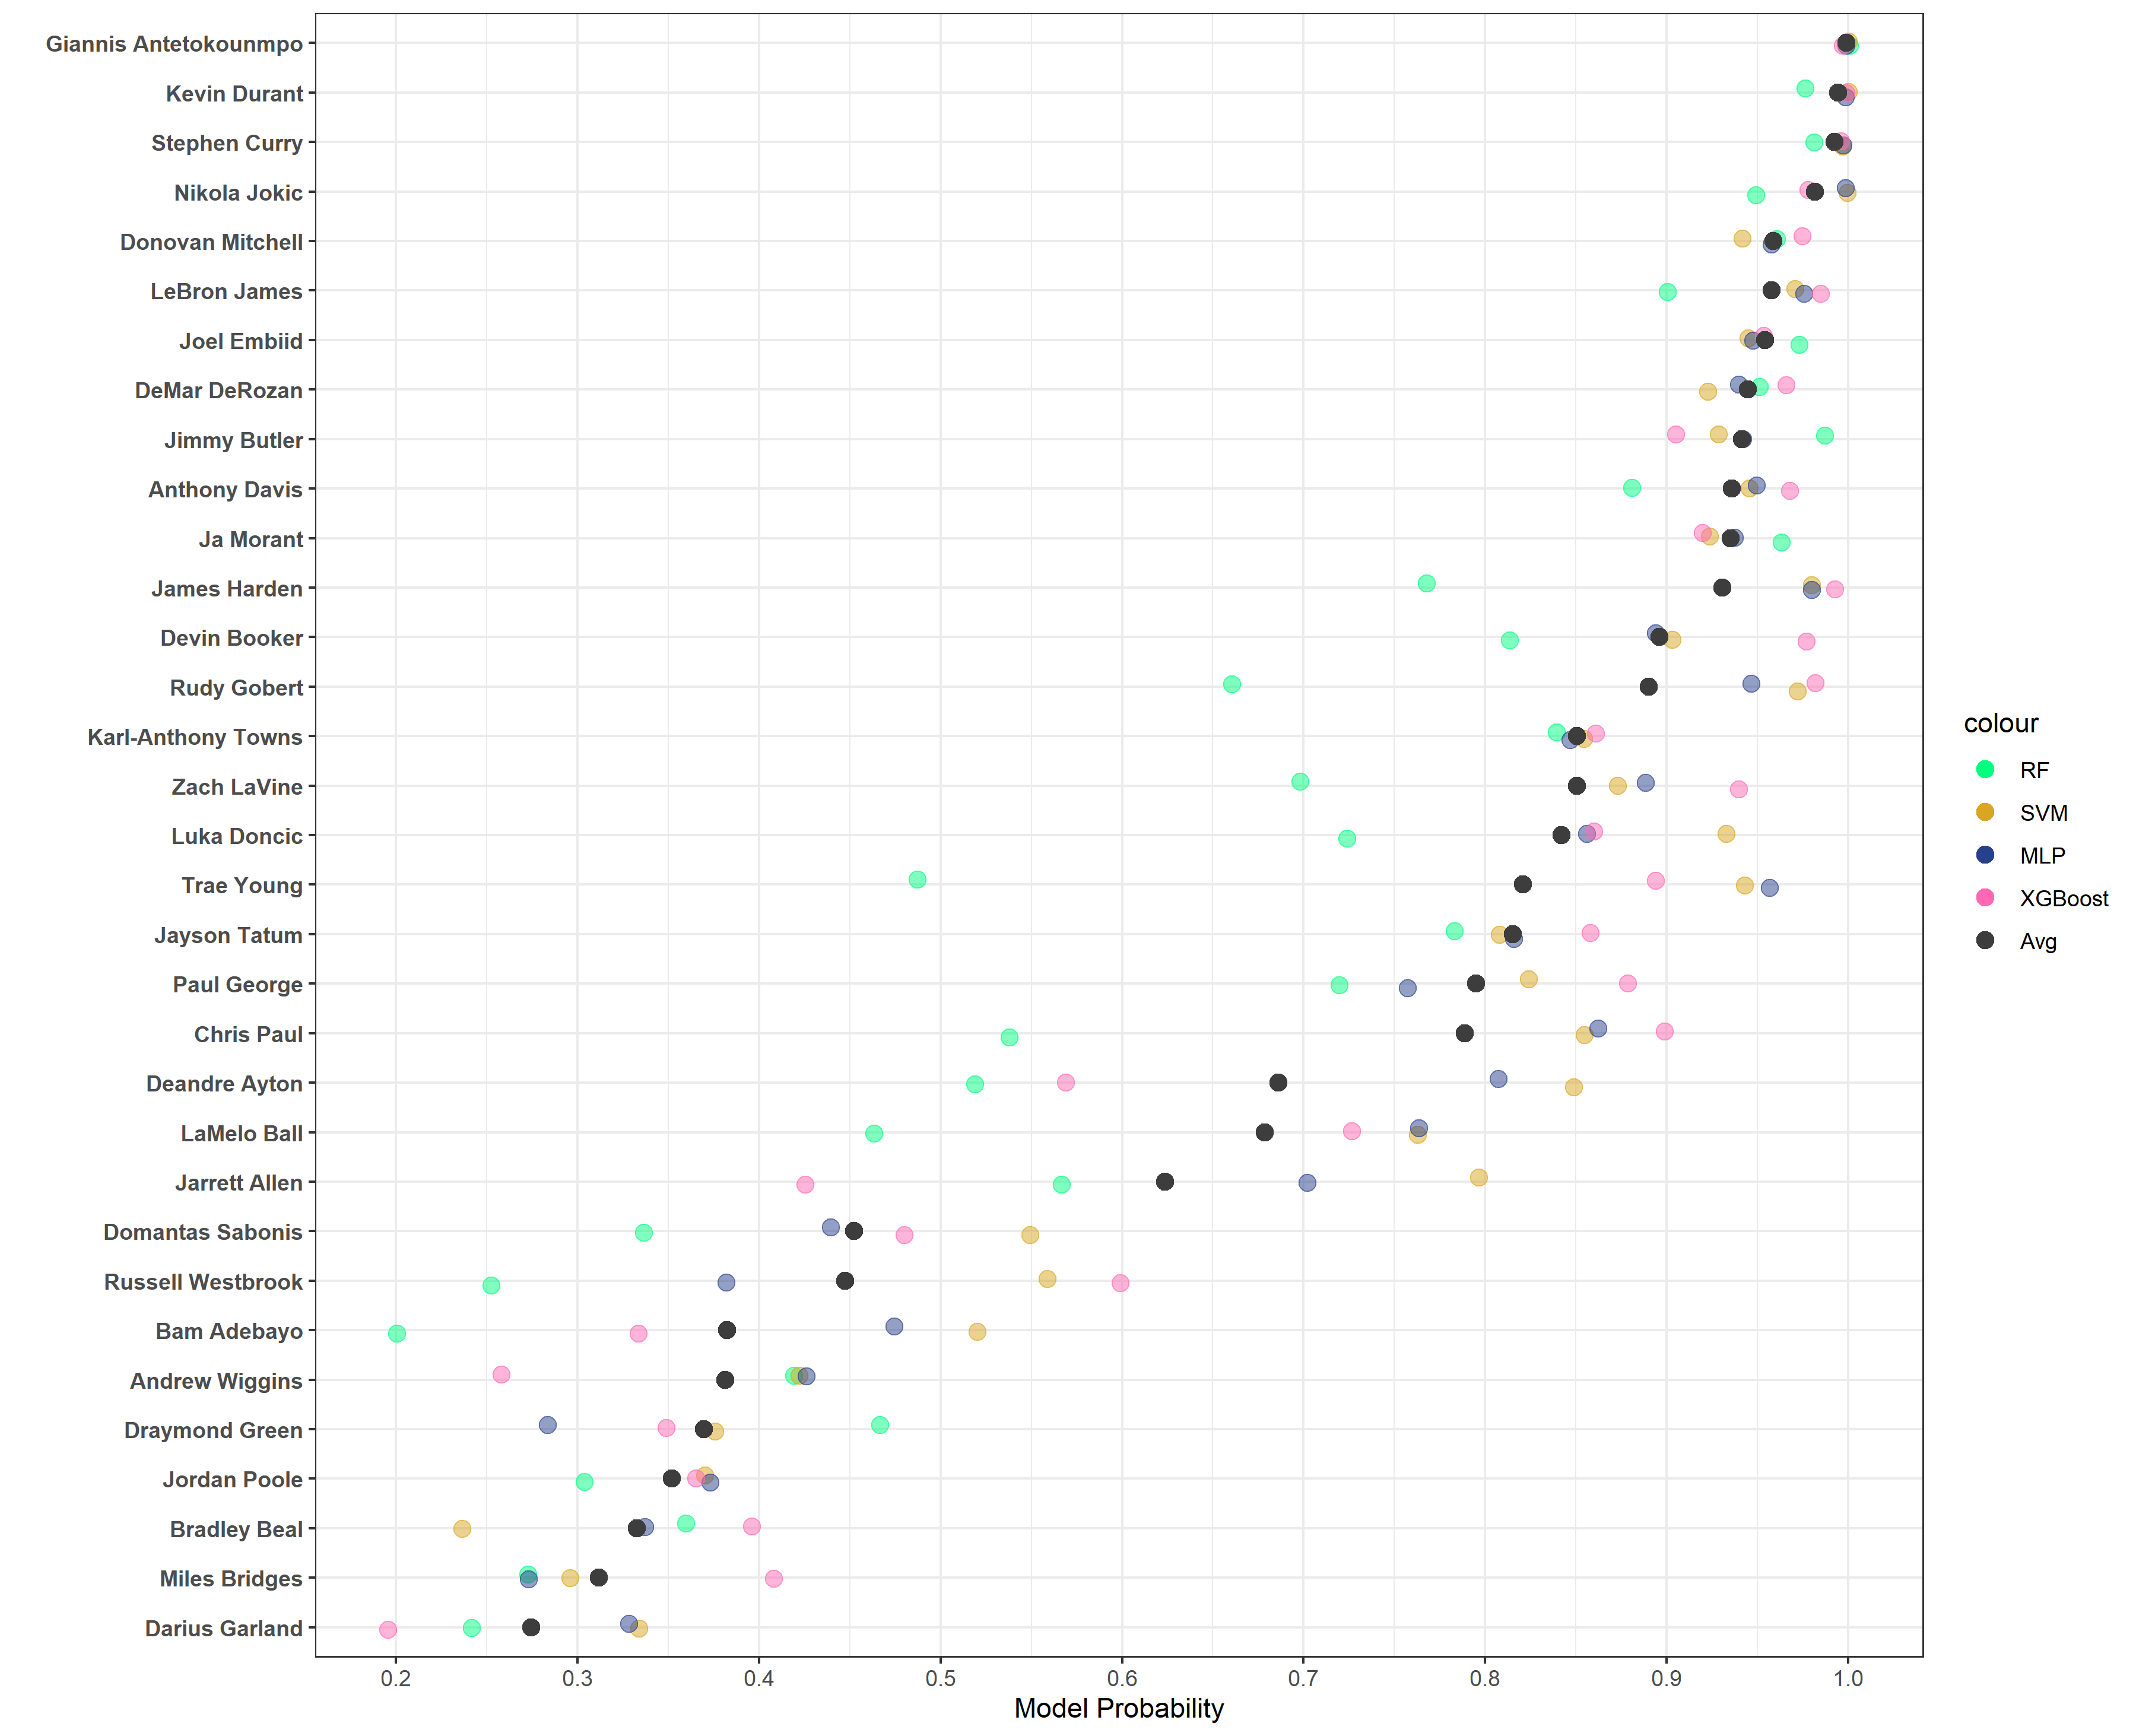 Giannis Antetokounmpo
Kevin Durant
Stephen Curry
Nikola Jokic
Donovan Mitchell
LeBron James
Joel Embiid
DeMar DeRozan
Jimmy Butler
Anthony Davis
Ja Morant
James Harden
Devin Booker
Rudy Gobert
Karl-Anthony Towns
Zach LaVine
Luka Doncic
Trae Young
Jayson Tatum
Paul George
Chris Paul
Deandre Ayton
LaMelo Ball
Jarrett Allen
Domantas Sabonis
Russell Westbrook
Bam Adebayo
Andrew Wiggins
Draymond Green
Jordan Poole
Bradley Beal
Miles Bridges
Darius Garland
0.2 0.3 0.4 0.5 0.6 0.7 0.8 0.9 1.0
Model Probability
colour
RF
SVM
MLP
XGBoost
Avg